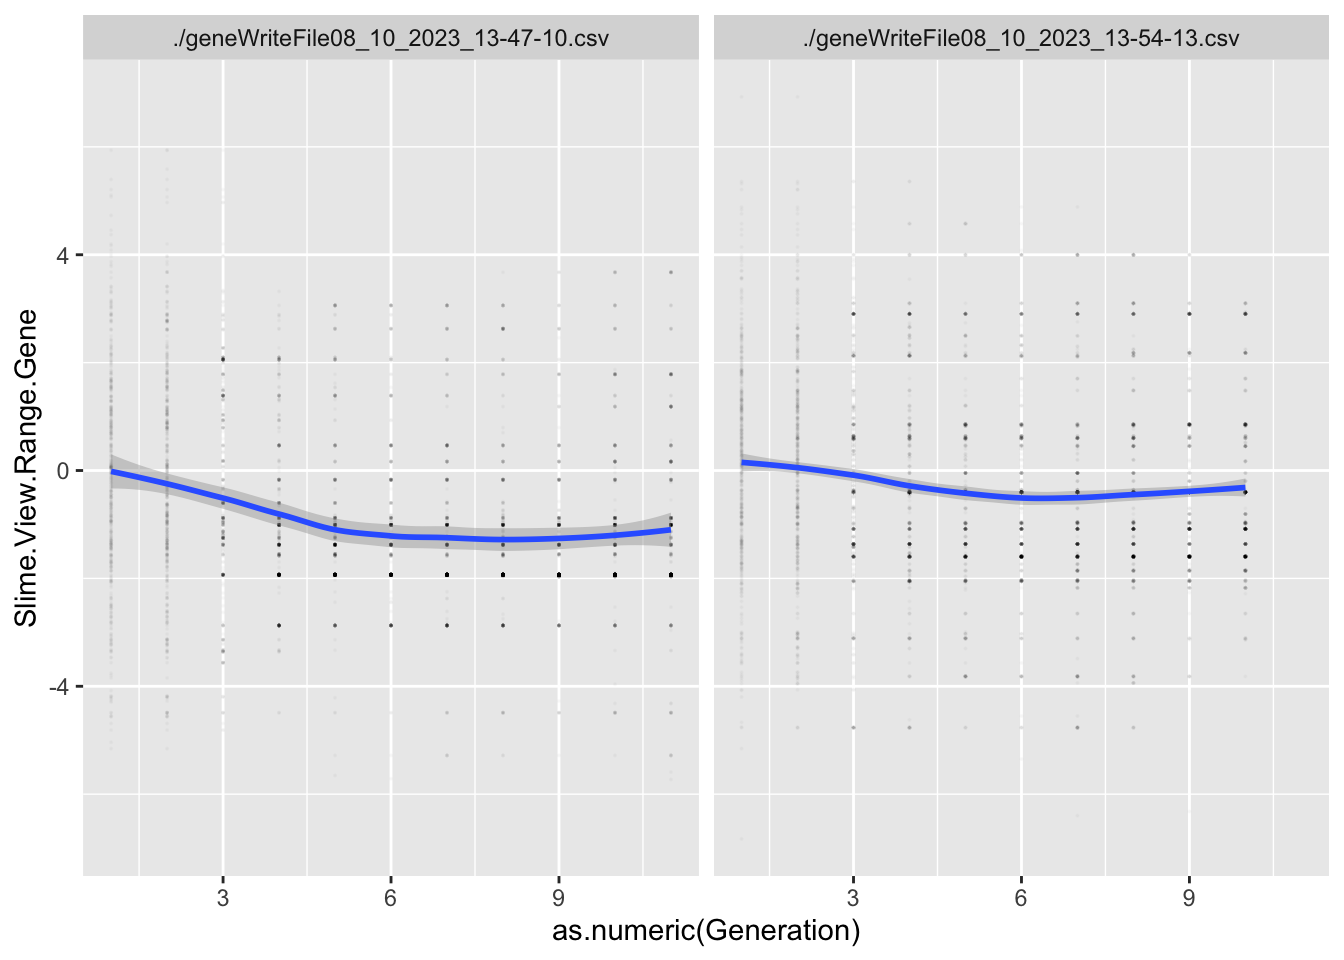 ./geneWriteFile08_10_2023_13-47-10.csv
./geneWriteFile08_10_2023_13-54-13.csv
Slime.View.Range.Gene
4
0
-4
3
6
9
3
6
9
as.numeric(Generation)